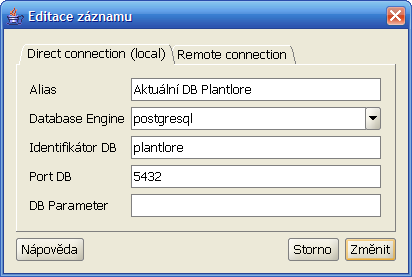 Editace záznamu
Direct connection (local) Remote connection
Alias Aktuální DB Plantlore
Database Engine postgresql
Identifikátor DB plantlore
Port DB 5432
DB Parameter
Nápověda Storno Změnit